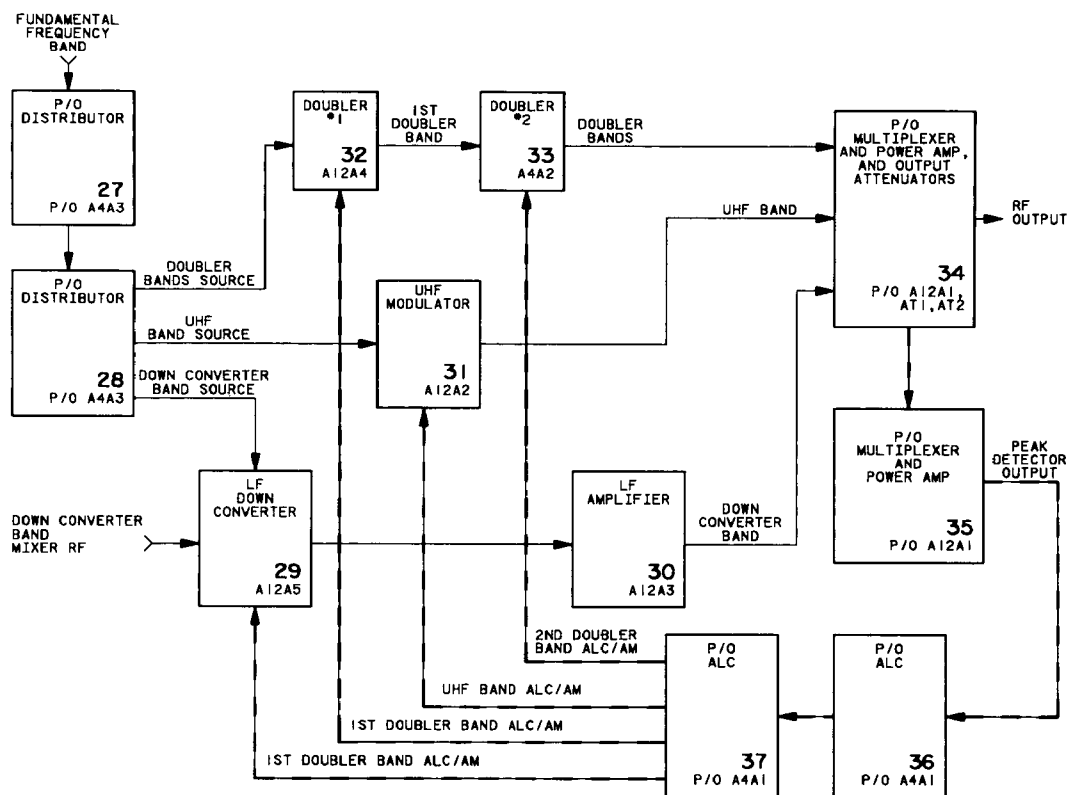 FUNDAMENTAL
FREQUENCY
BAND
P/O
DISTRIBUTOR
27
P/O A4A3
P/O
DISTRIBUTOR
28
P/O A4A3
DOUBLER
BANDS SOURCE
UHF
BAND SOURCE
DOWN CONVERTER
BAND SOURCE
DOUBLER
*1
32
A12A4
1ST
DOUBLER
BAND
DOUBLER
*2
33
A4A2
DOUBLER
BANDS
P/O
MULTIPLEXER
AND POWER AMP,
AND OUTPUT
ATTENUATORS
34
P/O A12A1,
AT1,AT2
RF
OUTPUT
UHF BAND
UHF
MODULATOR
31
A12A2
DOWN CONVERTER
BAND
MIXER RF
LF
DOWN
CONVERTER
29
A12A5
LF
AMPLIFIER
30
A12A3
DOWN
CONVERTER
BAND
P/O
MULTIPLEXER
AND
POWER AMP
35
P/O A12A1
PEAK
DETECTOR
OUTPUT
2ND DOUBLER
BAND ALC/AM
UHF BAND ALC/AM
1ST DOUBLER BAND ALC/AM
1ST DOUBLER BAND ALC/AM
P/O
ALC
37
P/O A4A1
P/O
ALC
36
P/O A4A1